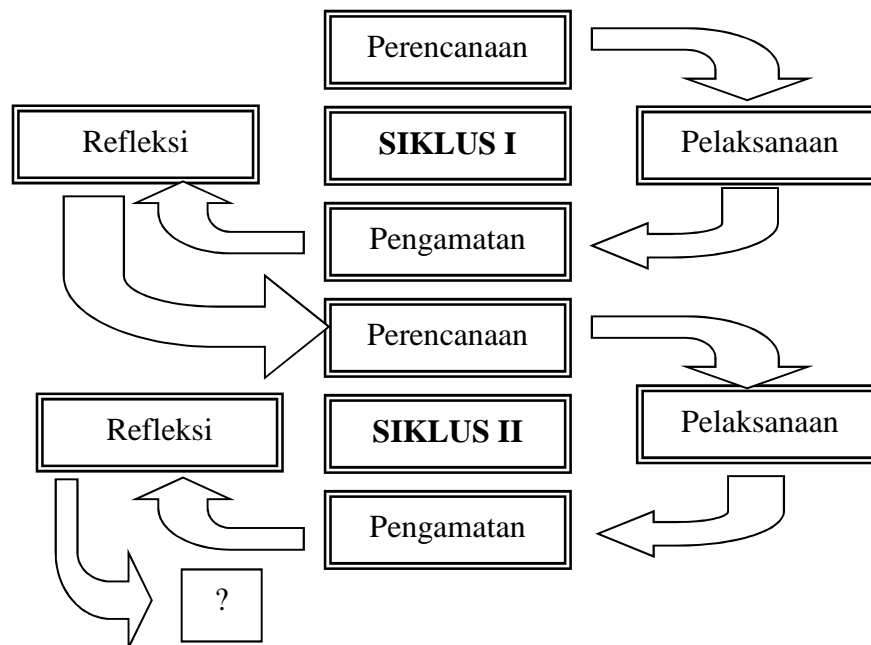 Perencanaan
Refleksi
SIKLUS I
Pelaksanaan
Pengamatan
Perencanaan
Refleksi
SIKLUS II
Pelaksanaan
Pengamatan
?